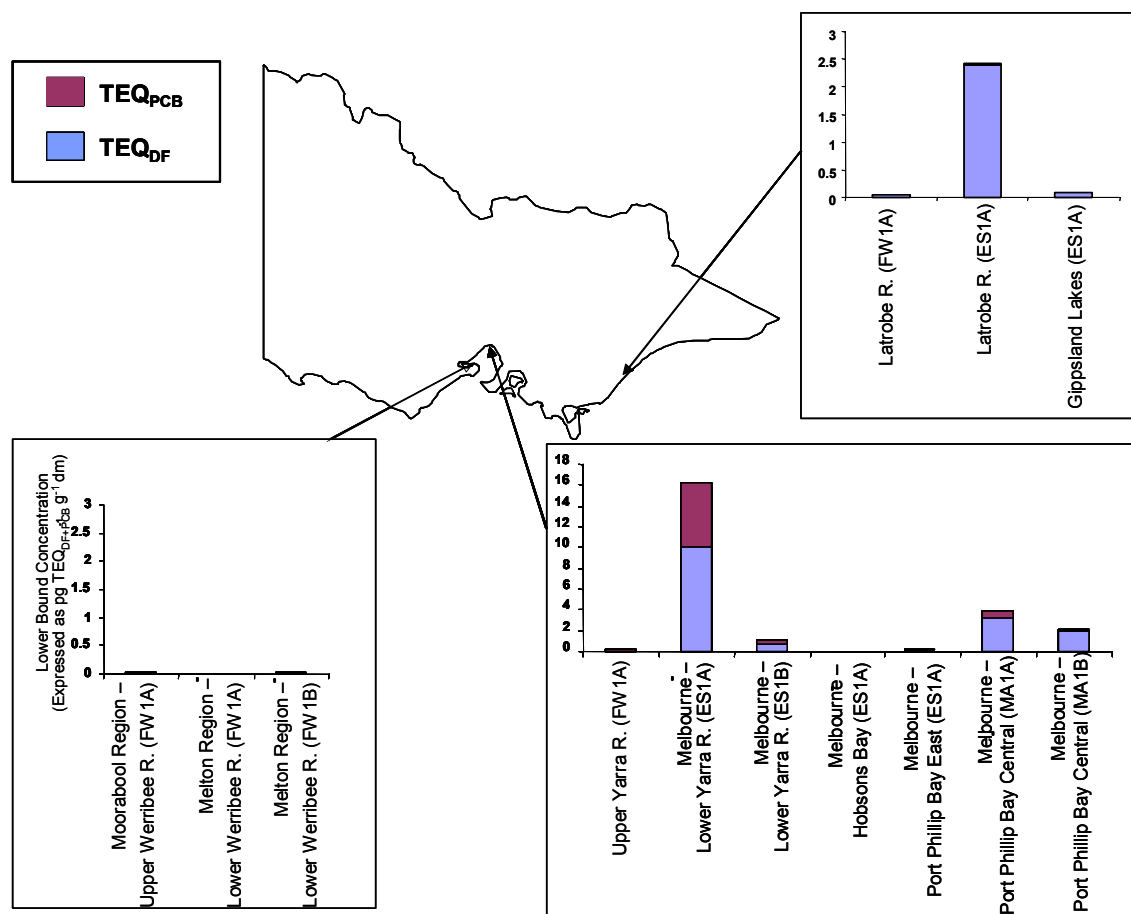 TEQPCB
TEQDF
3
2.5
2
1.5
1
0.5
0
Latrobe R. (FW1A)
Latrobe R. (ES1A)
Gippsland Lakes (ES1A)
Lower Bound Concentration
(Expressed as pg TEQDF+PCB g-1 dm)
3
2.5
2
1
0.5
0
Moorabool Region –
Upper Werribee R. (FW1A)
Melton Region –
Lower Werribee R. (FW1A)
Melton Region –
Lower Werribee R. (FW1B)
18
16
14
12
10
8
6
4
2
0
Upper Yarra R. (FW1A)
Melbourne –
Lower Yarra R. (ES1A)
Melbourne –
Lower Yarra R. (ES1B)
Melbourne –
Hobsons Bay (ES1A)
Melbourne –
Port Phillip Bay East (ES1A)
Melbourne –
Port Phillip Bay Central (MA1A)
Melbourne –
Port Phillip Bay Central (MA1B)